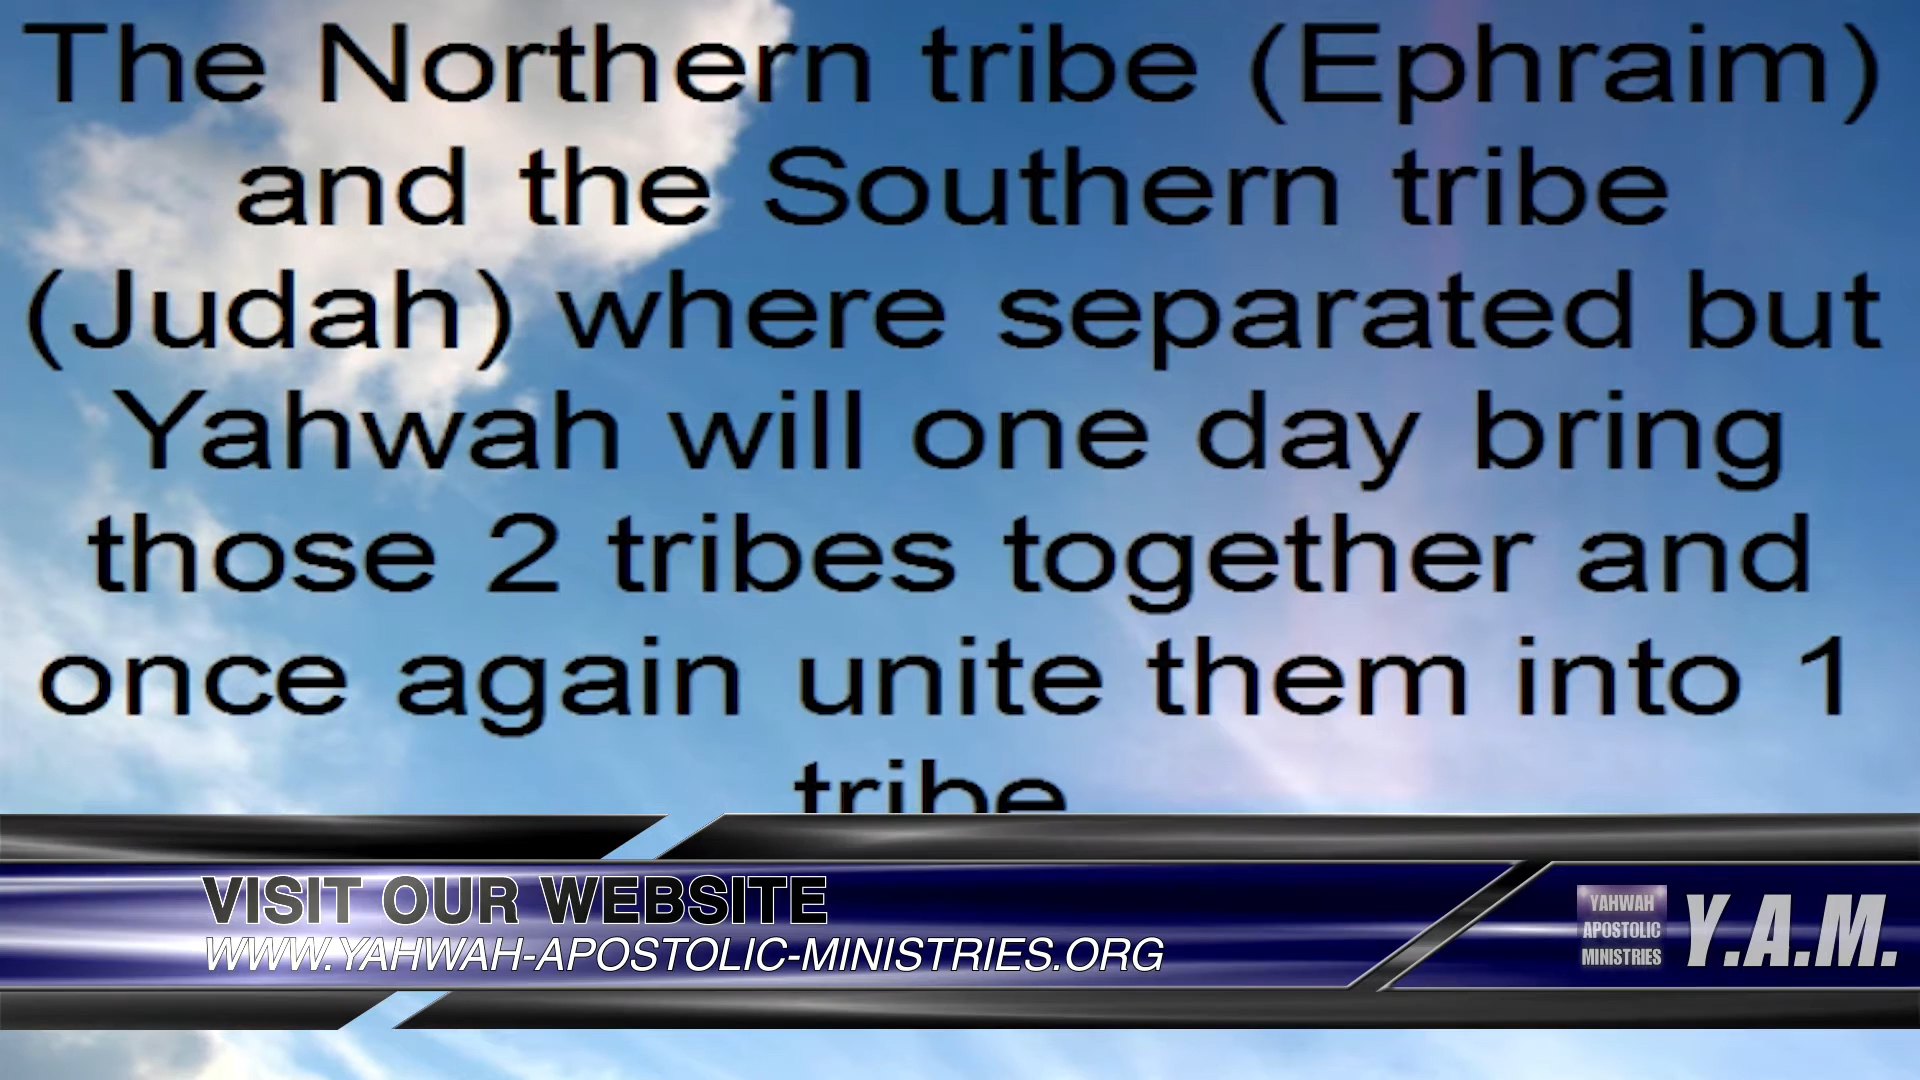 The Northern tribe (Ephraim)
and the Southern tribe
(Judah) where separated but
Yahwah will one day bring
those 2 tribes together and
once again unite them into 1
tribe
VISIT OUR WEBSITE
WWW.YAHWAH-APOSTOLIC-MINISTRIES.ORG
YAHWAH
APOSTOLIC
MINISTRIES
Y.A.M.